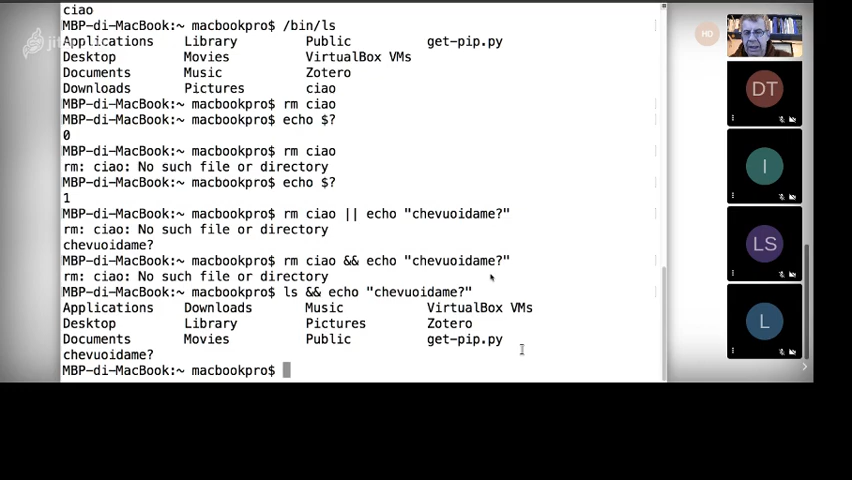 ciao
MBP-di-MacBook:~ macbookpro$ /bin/ls
Applications Library Public get-pip.py
Desktop Movies VirtualBox VMs
Documents Music Zotero
Downloads Pictures ciao
MBP-di-MacBook:~ macbookpro$ rm ciao
MBP-di-MacBook:~ macbookpro$ echo $?
0
MBP-di-MacBook:~ macbookpro$ rm ciao
rm: ciao: No such file or directory
MBP-di-MacBook:~ macbookpro$ echo $?
1
MBP-di-MacBook:~ macbookpro$ rm ciao || echo "chevuoidame?"
rm: ciao: No such file or directory
chevuoidame?
MBP-di-MacBook:~ macbookpro$ rm ciao && echo "chevuoidame?"
rm: ciao: No such file or directory
MBP-di-MacBook:~ macbookpro$ ls && echo "chevuoidame?"
Applications Downloads Music VirtualBox VMs
Desktop Library Pictures Zotero
Documents Movies Public get-pip.py
chevuoidame?
MBP-di-MacBook:~ macbookpro$
HD
DT
I
LS
L